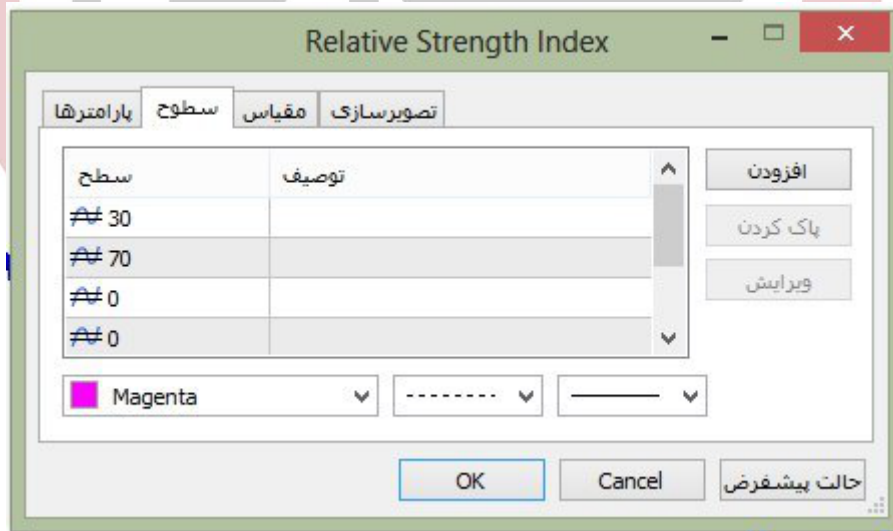 Relative Strength Index
پارامترها سطوح مقیاس تصویرسازی
سطح توصیف
30
70
0
0
افزودن
پاک کردن
ویرایش
Magenta
OK Cancel حالت پیشفرض